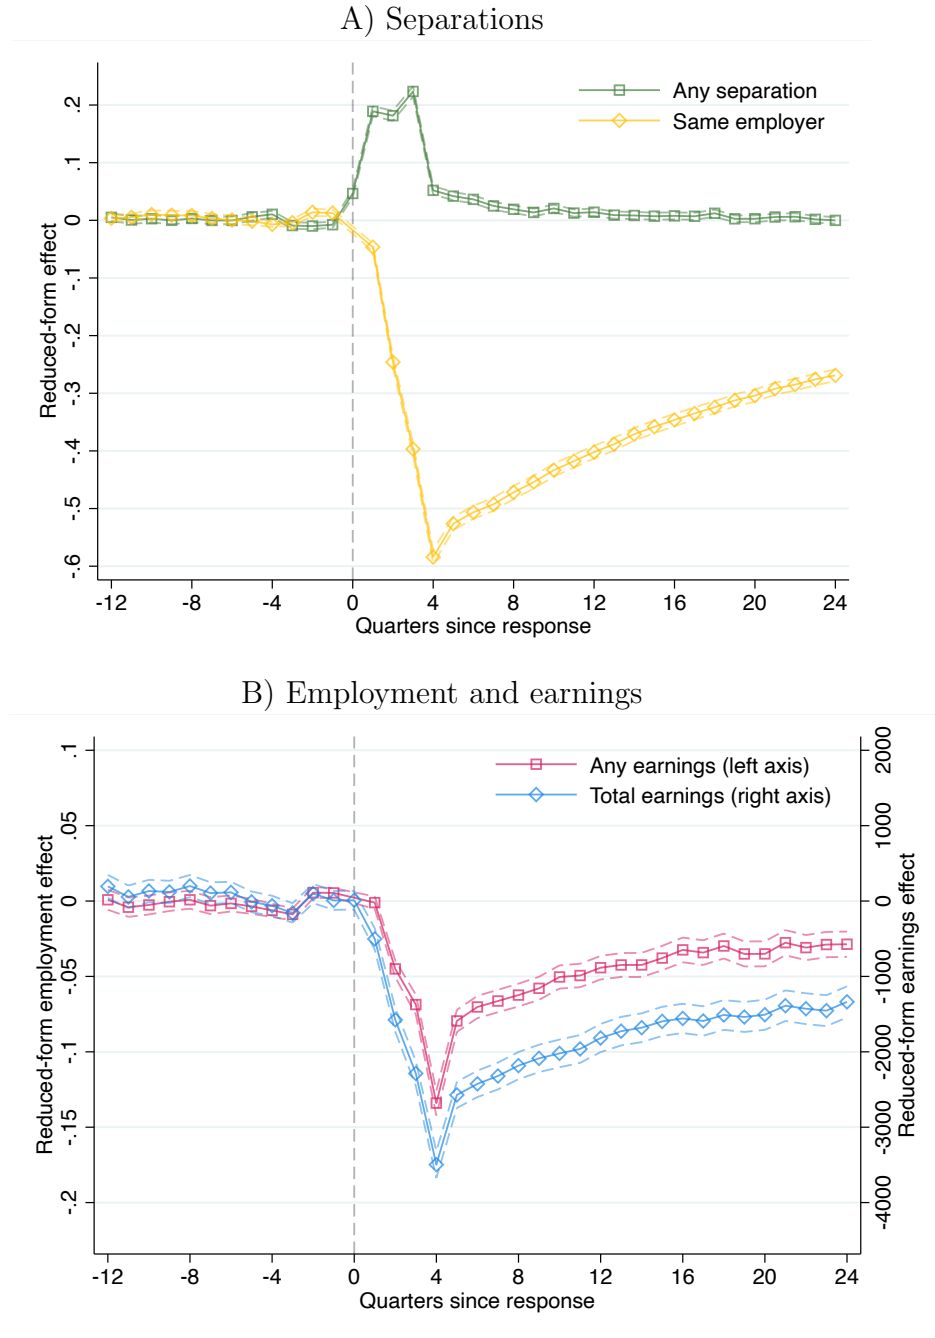 A) Separations
Any separation
Same employer
Reduced-form effect
.2
.1
0
-.1
-.2
-.3
-.4
-.5
-.6
-12 -8 -4 0 4 8 12 16 20 24
Quarters since response
B) Employment and earnings
Any earnings (left axis)
Total earnings (right axis)
Reduced-form employment effect
.1
.05
0
-.05
-.1
-.15
-.2
2000
1000
0
-1000
-2000
-3000
-4000
Reduced-form earnings effect
-12 -8 -4 0 4 8 12 16 20 24
Quarters since response